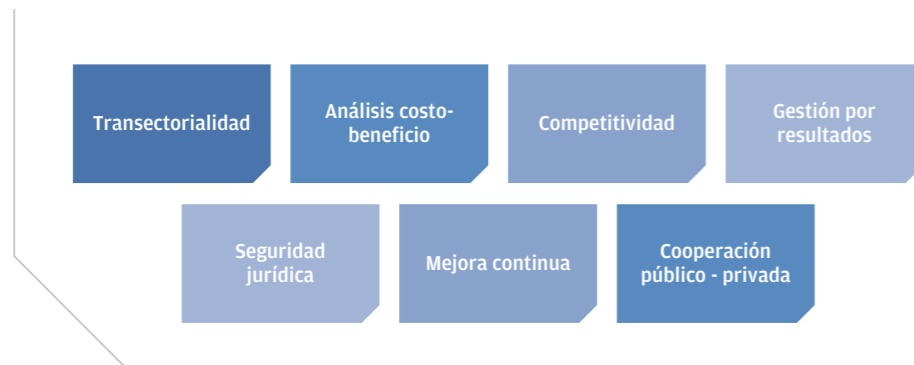 Transectorialidad
Análisis costo-
beneficio
Competitividad
Gestión por
resultados
Seguridad
jurídica
Mejora continua
Cooperación
público - privada